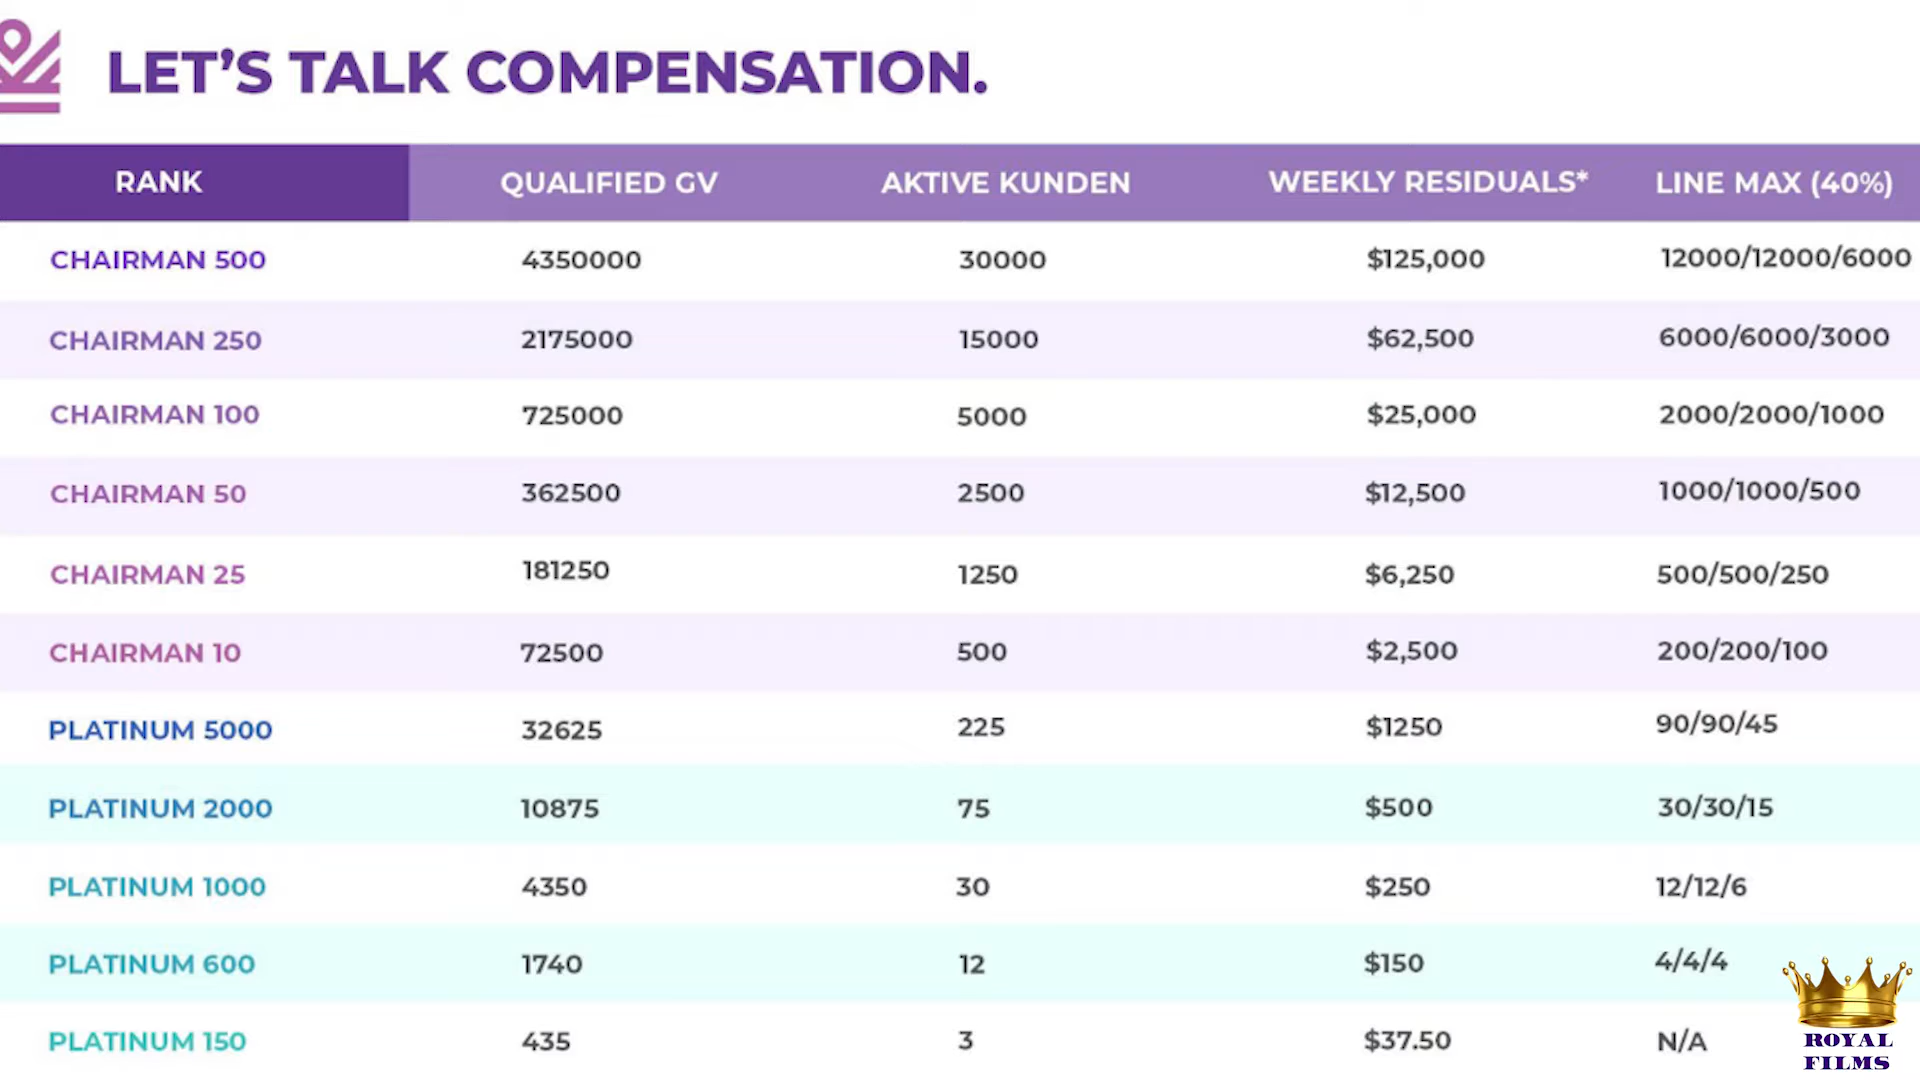 LET'S TALK COMPENSATION.
RANK QUALIFIED GV AKTIVE KUNDEN WEEKLY RESIDUALS* LINE MAX (40%)
CHAIRMAN 500 4350000 30000 $125,000 12000/12000/6000
CHAIRMAN 250 2175000 15000 $62,500 6000/6000/3000
CHAIRMAN 100 725000 5000 $25,000 2000/2000/1000
CHAIRMAN 50 362500 2500 $12,500 1000/1000/500
CHAIRMAN 25 181250 1250 $6,250 500/500/250
CHAIRMAN 10 72500 500 $2,500 200/200/100
PLATINUM 5000 32625 225 $1250 90/90/45
PLATINUM 2000 10875 75 $500 30/30/15
PLATINUM 1000 4350 30 $250 12/12/6
PLATINUM 600 1740 12 $150 4/4/4
PLATINUM 150 435 3 $37.50 N/A
ROYAL
FILMS